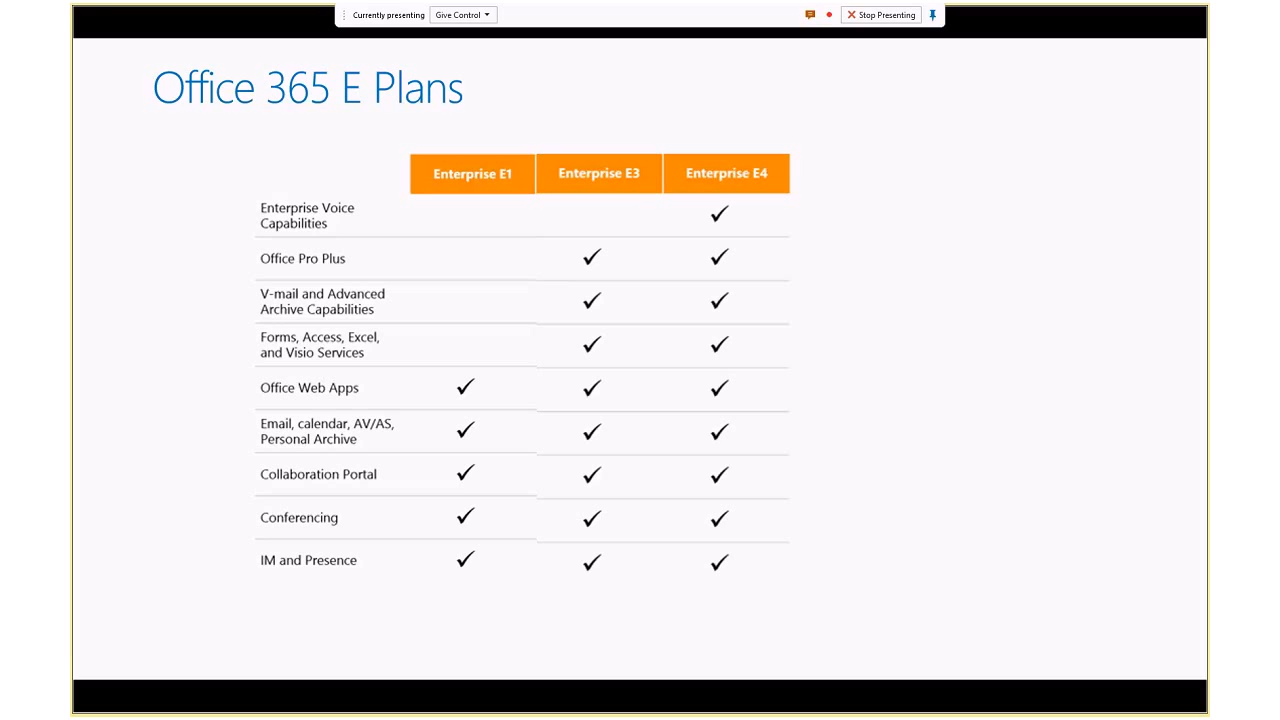 Currently presenting Give Control Stop Presenting
Office 365 E Plans
Enterprise E1 Enterprise E3 Enterprise E4
Enterprise Voice
Capabilities
Office Pro Plus
V-mail and Advanced
Archive Capabilities
Forms, Access, Excel,
and Visio Services
Office Web Apps
Email, calendar, AV/AS,
Personal Archive
Collaboration Portal
Conferencing
IM and Presence